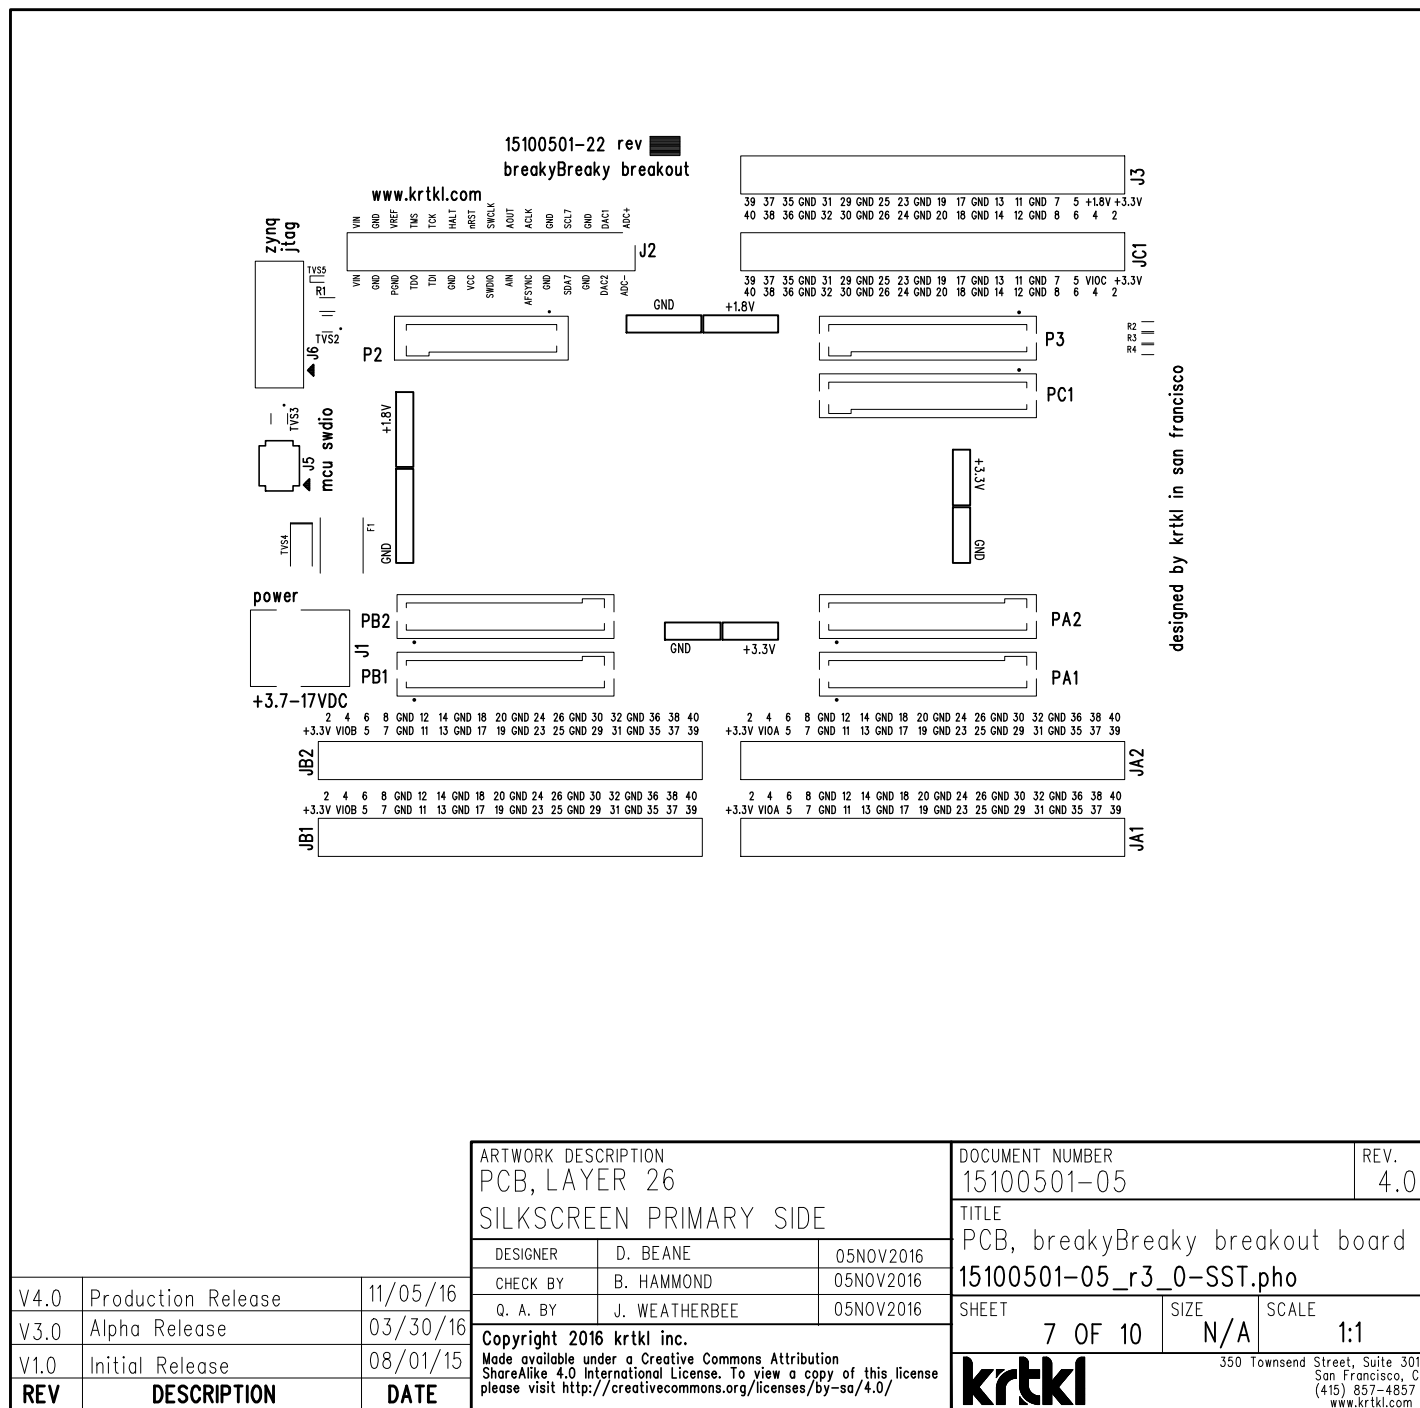 15100501-22 rev
breakyBreaky breakout
www.krtkl.com
zynq
jtag
VIN GND VREF TMS TCK HALT nRST SWCLK AOUT ACLK GND SCL7 GND DAC1 ADC+
J2
VIN GND PGND TDO TDI GND VCC SWDIO AIN AFSYNC GND SDA7 GND DAC2 ADC-
J3
39 37 35 GND 31 29 GND 25 23 GND 19 17 GND 13 11 GND 7 5 +1.8V +3.3V
40 38 36 GND 32 30 GND 26 24 GND 20 18 GND 14 12 GND 8 6 4 2
JC1
39 37 35 GND 31 29 GND 25 23 GND 19 17 GND 13 11 GND 7 5 VIOC +3.3V
40 38 36 GND 32 30 GND 26 24 GND 20 18 GND 14 12 GND 8 6 4 2
TVS5
R1
TVS2
J6
P2
GND +1.8V
P3
R2
R3
R4
PC1
TVS3
J5
mcu swdio
+1.8V
GND
+3.3V
GND
designed by krtkl in san francisco
TVS4
F1
power
J1
+3.7-17VDC
PB2
PB1
GND +3.3V
PA2
PA1
2 4 6 8 GND 12 14 GND 18 20 GND 24 26 GND 30 32 GND 36 38 40
+3.3V VIOB 5 7 GND 11 13 GND 17 19 GND 23 25 GND 29 31 GND 35 37 39
JB2
2 4 6 8 GND 12 14 GND 18 20 GND 24 26 GND 30 32 GND 36 38 40
+3.3V VIOA 5 7 GND 11 13 GND 17 19 GND 23 25 GND 29 31 GND 35 37 39
JA2
2 4 6 8 GND 12 14 GND 18 20 GND 24 26 GND 30 32 GND 36 38 40
+3.3V VIOB 5 7 GND 11 13 GND 17 19 GND 23 25 GND 29 31 GND 35 37 39
JB1
2 4 6 8 GND 12 14 GND 18 20 GND 24 26 GND 30 32 GND 36 38 40
+3.3V VIOA 5 7 GND 11 13 GND 17 19 GND 23 25 GND 29 31 GND 35 37 39
JA1
V4.0 Production Release 11/05/16
V3.0 Alpha Release 03/30/16
V1.0 Initial Release 08/01/15
REV DESCRIPTION DATE
ARTWORK DESCRIPTION
PCB, LAYER 26
SILKSCREEN PRIMARY SIDE
DESIGNER D. BEANE 05NOV2016
CHECK BY B. HAMMOND 05NOV2016
Q. A. BY J. WEATHERBEE 05NOV2016
Copyright 2016 krtkl inc.
Made available under a Creative Commons Attribution
ShareAlike 4.0 International License. To view a copy of this license
please visit http://creativecommons.org/licenses/by-sa/4.0/
DOCUMENT NUMBER
15100501-05
REV.
4.0
TITLE
PCB, breakyBreaky breakout board
15100501-05_r3_0-SST.pho
SHEET
7 OF 10
SIZE
N/A
SCALE
1:1
krtkl
350 Townsend Street, Suite 301
San Francisco, C
(415) 857-4857
www.krtkl.com